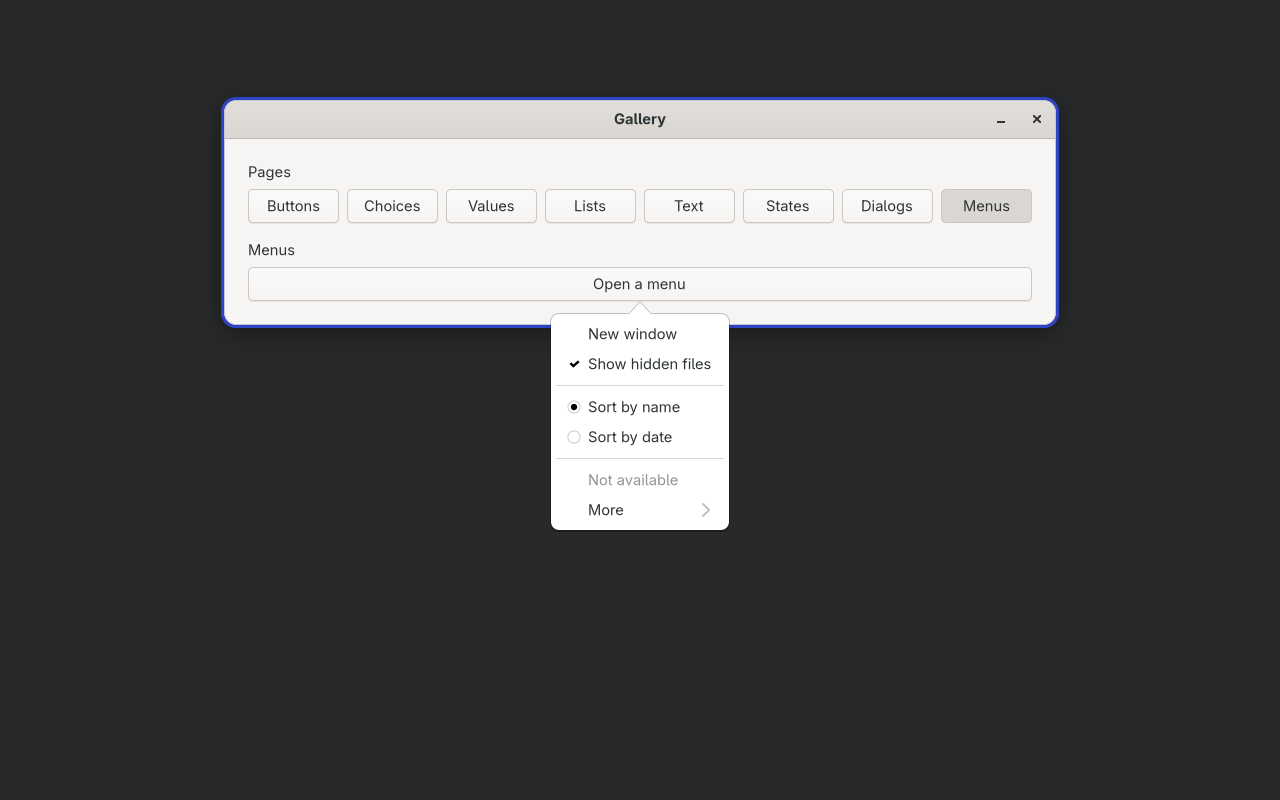 Gallery
Pages
Buttons Choices Values Lists Text States Dialogs Menus
Menus
Open a menu
New window
Show hidden files
Sort by name
Sort by date
Not available
More